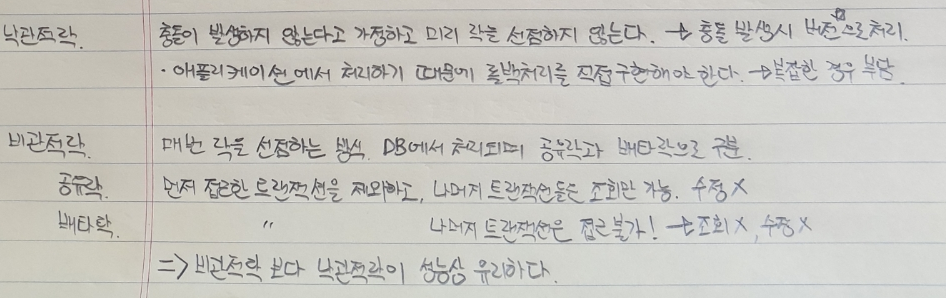 낙관적락. 충돌이 발생하지 않는다고 가정하고 미리 락을 선점하지 않는다. → 충돌 발생시 버전으로 처리.
· 애플리케이션에서 처리하기 때문에 롤백처리를 직접구현해야 한다. → 복잡한 경우 부담
비관적락. 매번 락을 선점하는 방식. DB에서 처리되며 공유락과 배타락으로 구분.
공유락. 먼저 접근한 트랜잭션을 제외하고, 나머지 트랜잭션들은 조회만 가능. 수정 X
배타락. 〃 나머지 트랜잭션은 접근불가! → 조회 X, 수정 X
=> 비관적락 보다 낙관적락이 성능상 유리하다.